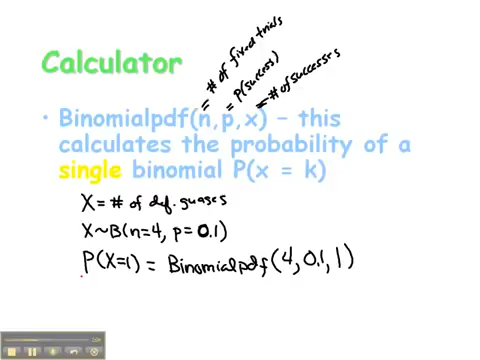 = # of fixed trials
= P(success)
= # of successes
Calculator
• Binomialpdf(n,p,x) – this
calculates the probability of a
single binomial P(x = k)
X = # of def. guages
X~B(n=4, p= 0.1)
P(X=1) = Binomialpdf(4, 0.1, 1)